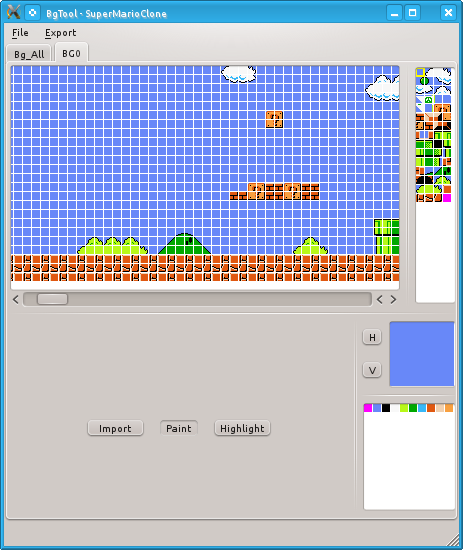 BgTool - SuperMarioClone
File Export
Bg_All BG0
? 
? ?
H
V
Import Paint Highlight